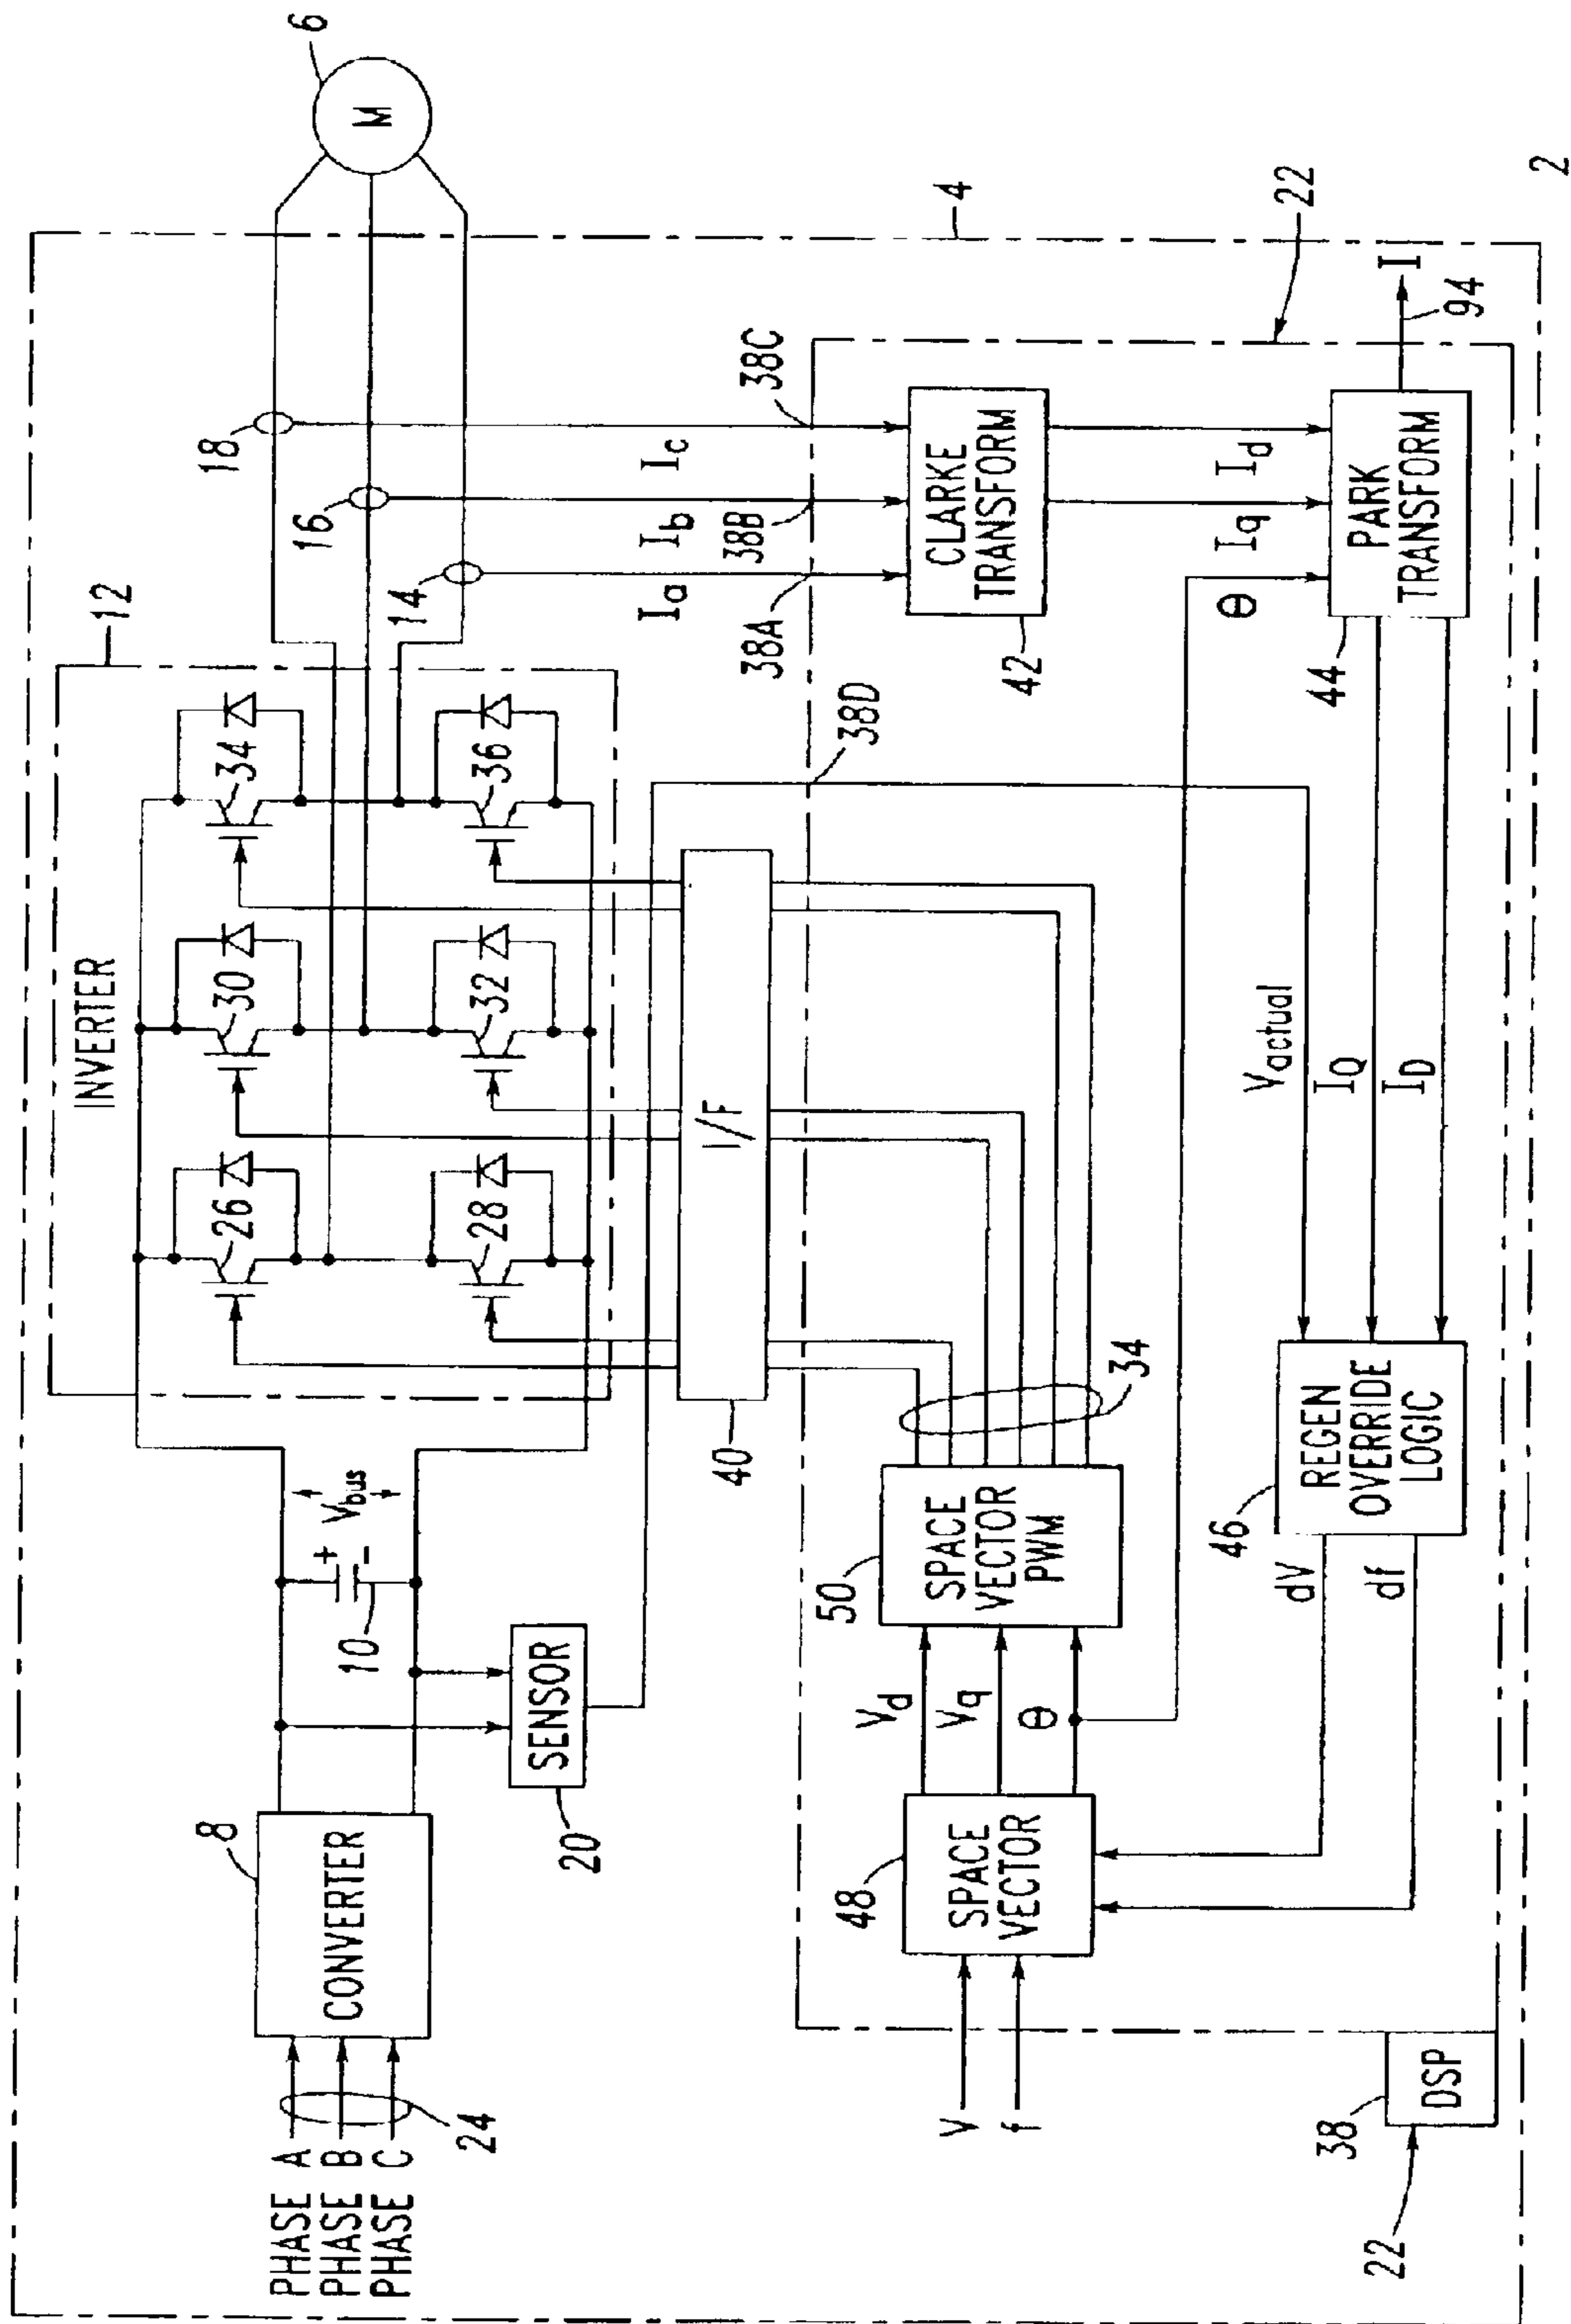 2
4
6
M
12
INVERTER
26
30
34
28
32
36
18
16
14
8
CONVERTER
PHASE A
PHASE B
PHASE C
24
10
+
-
Vbus
SENSOR
20
40
I/F
38D
38A
38B
38C
Ia
Ib
Ic
22
CLARKE
TRANSFORM
42
θ
Iq
Id
PARK
TRANSFORM
44
I
94
V
f
48
SPACE
VECTOR
Vd
Vq
θ
50
SPACE
VECTOR
PWM
34
Vactual
IQ
ID
46
REGEN
OVERRIDE
LOGIC
dV
df
38
DSP
22